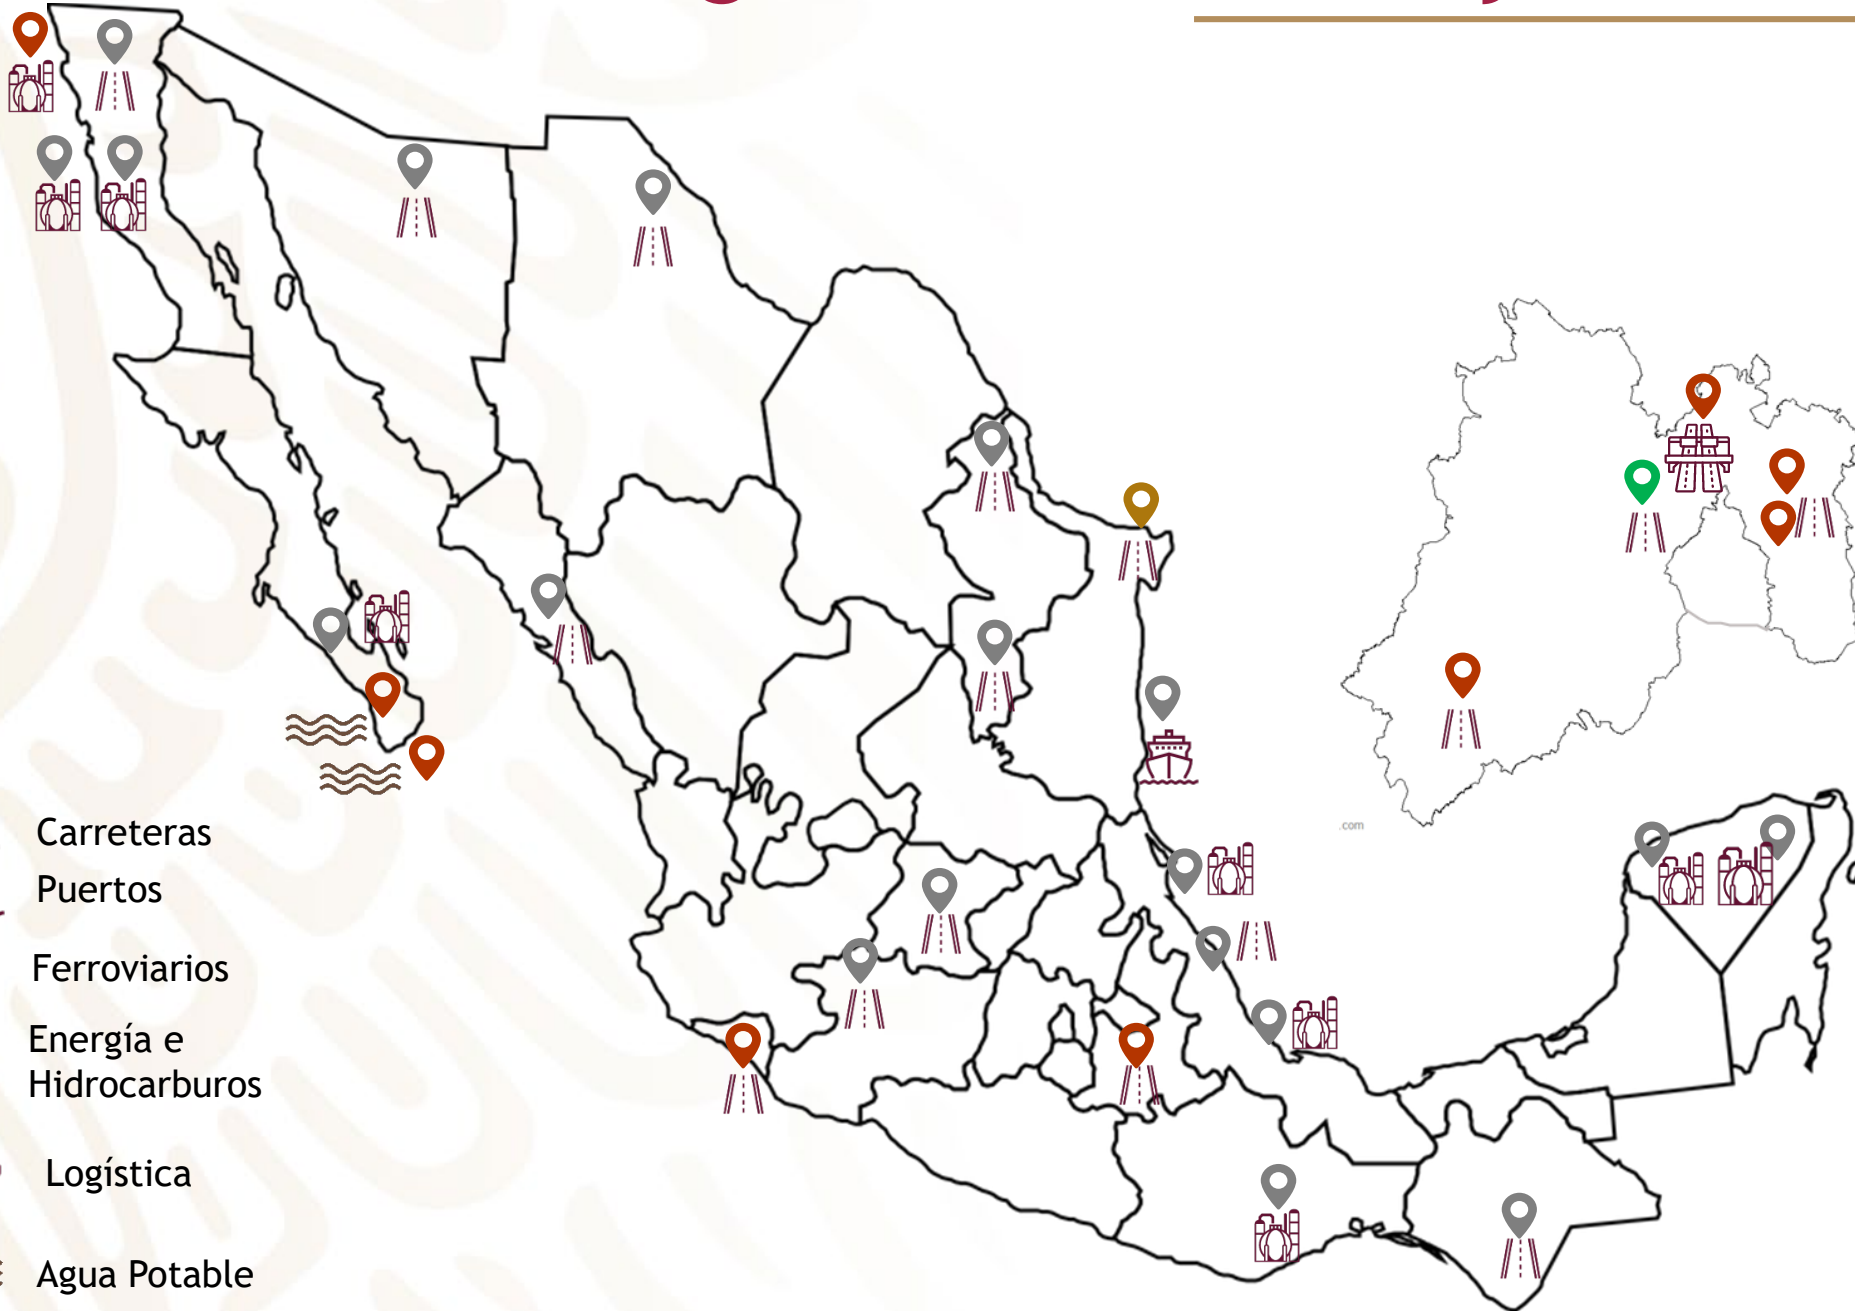 .com
Carreteras
Puertos
Ferroviarios
Energía e
Hidrocarburos
Logística
Agua Potable